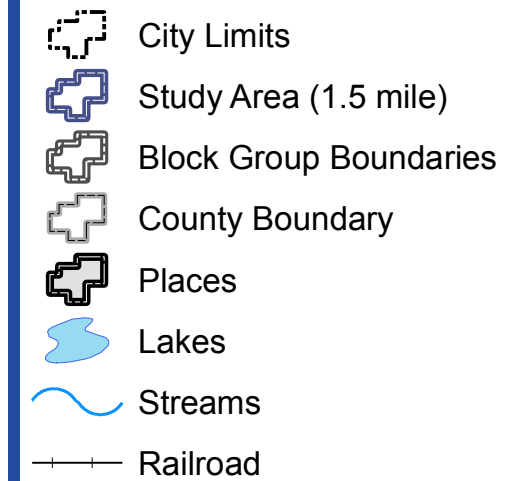 City Limits
Study Area (1.5 mile)
Block Group Boundaries
County Boundary
Places
Lakes
Streams
Railroad